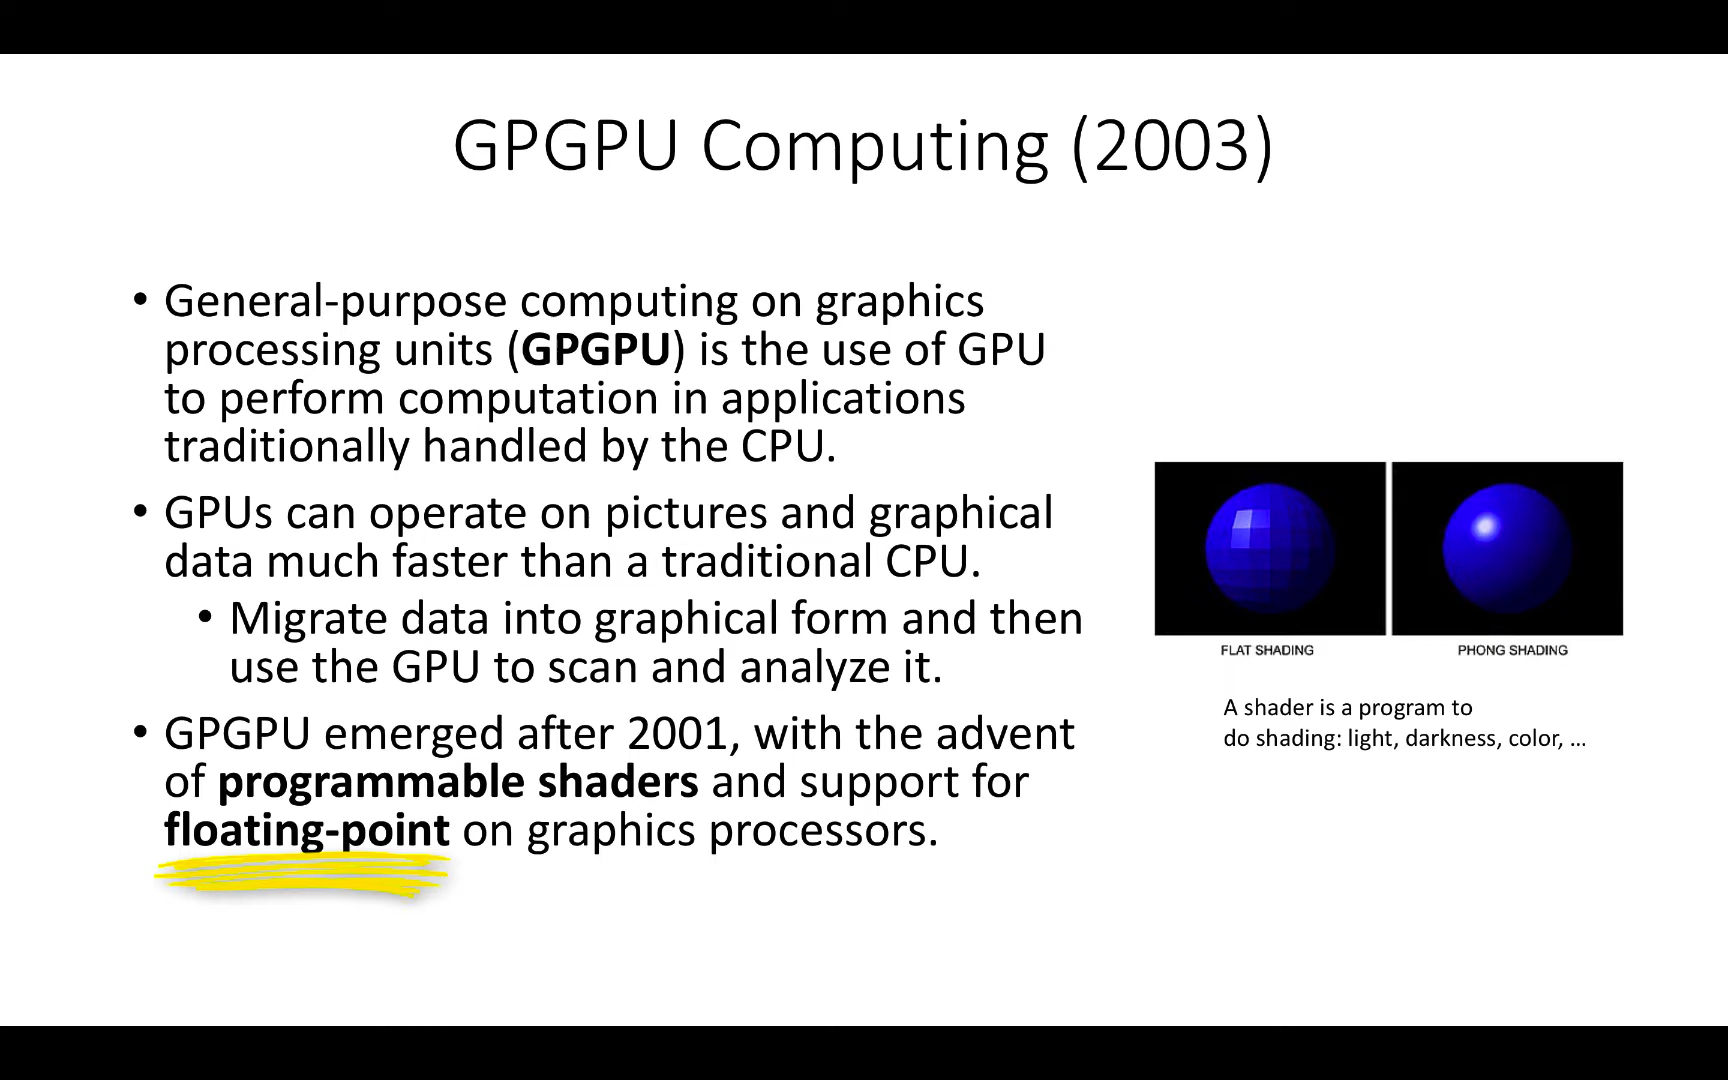 GPGPU Computing (2003)
• General-purpose computing on graphics
processing units (GPGPU) is the use of GPU
to perform computation in applications
traditionally handled by the CPU.
• GPUs can operate on pictures and graphical
data much faster than a traditional CPU.
• Migrate data into graphical form and then
use the GPU to scan and analyze it.
• GPGPU emerged after 2001, with the advent
of programmable shaders and support for
floating-point on graphics processors.
FLAT SHADING
PHONG SHADING
A shader is a program to
do shading: light, darkness, color, ...